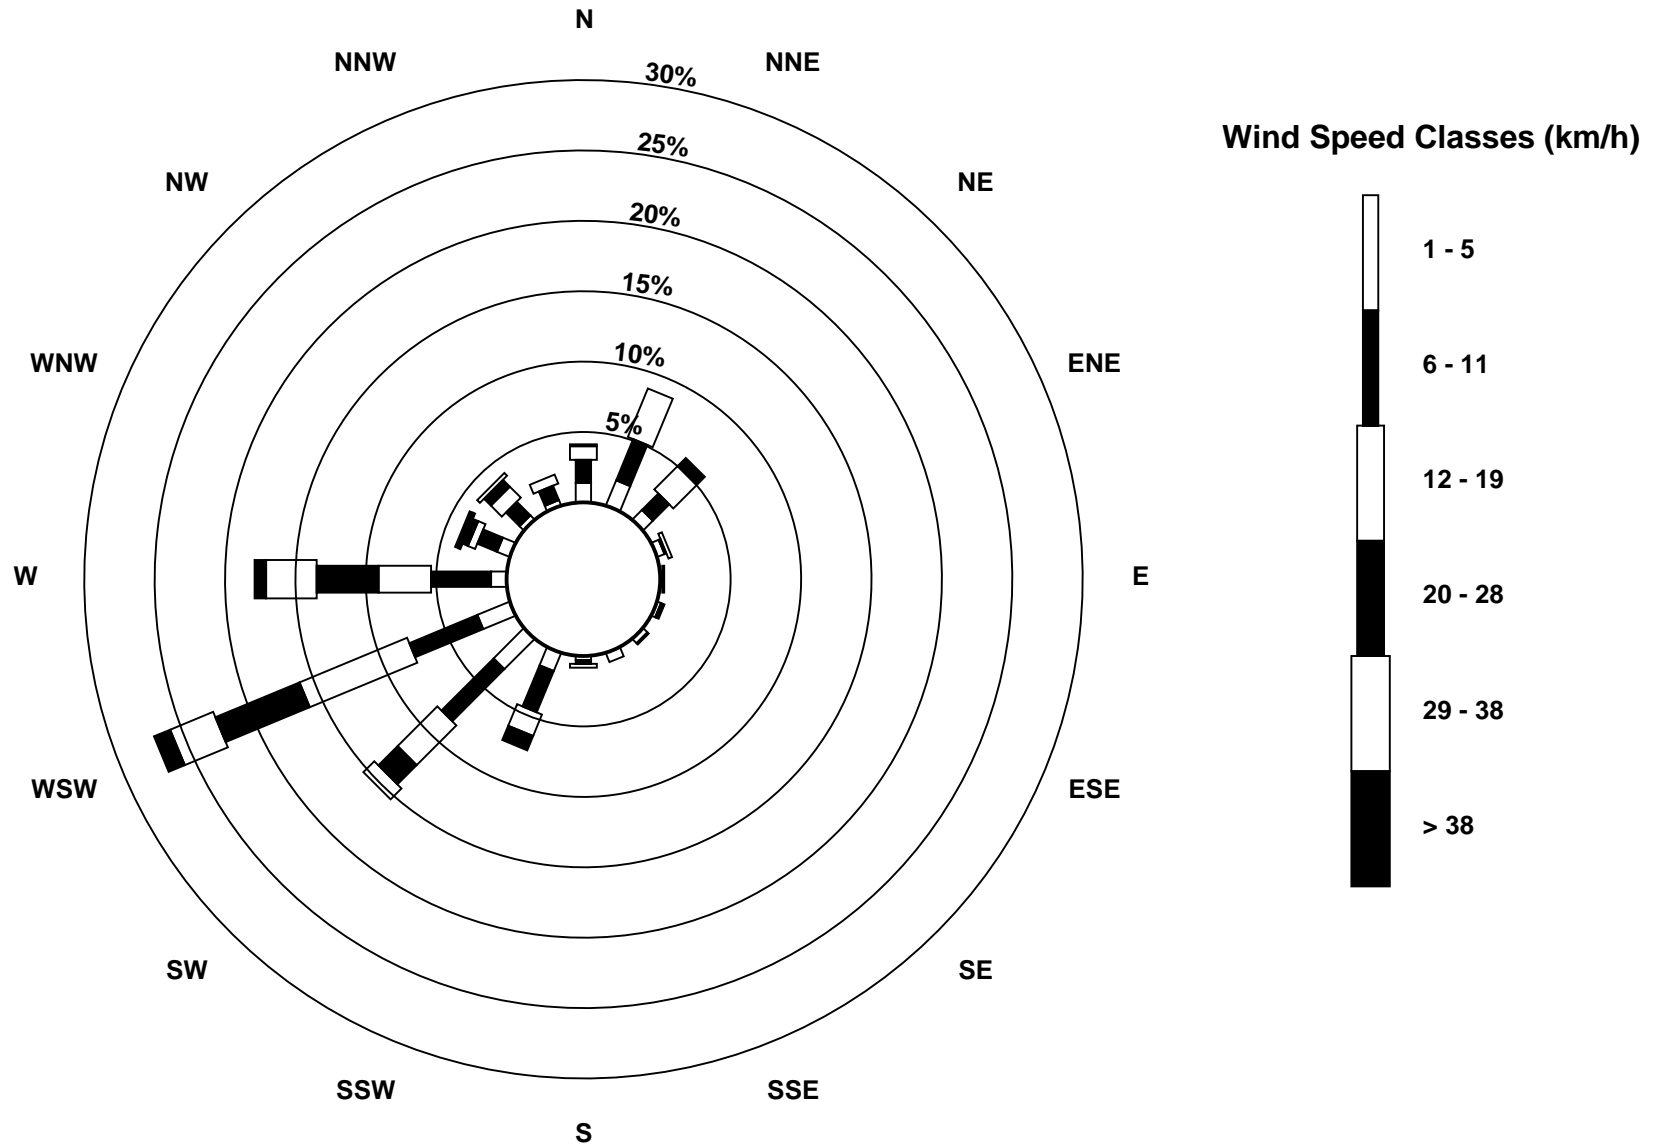 N
NNW
NNE
30%
Wind Speed Classes (km/h)
25%
NW
NE
20%
1 - 5
15%
10%
WNW
ENE
6 - 11
5%
12 - 19
W
E
20 - 28
29 - 38
WSW
ESE
> 38
SW
SE
SSW
SSE
S